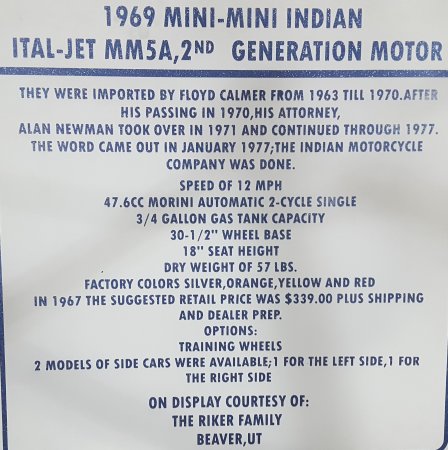 1969 MINI-MINI INDIAN
ITAL-JET MM5A,2ND GENERATION MOTOR
THEY WERE IMPORTED BY FLOYD CALMER FROM 1963 TILL 1970.AFTER
HIS PASSING IN 1970,HIS ATTORNEY,
ALAN NEWMAN TOOK OVER IN 1971 AND CONTINUED THROUGH 1977.
THE WORD CAME OUT IN JANUARY 1977;THE INDIAN MOTORCYCLE
COMPANY WAS DONE.
SPEED OF 12 MPH
47.6CC MORINI AUTOMATIC 2-CYCLE SINGLE
3/4 GALLON GAS TANK CAPACITY
30-1/2" WHEEL BASE
18" SEAT HEIGHT
DRY WEIGHT OF 57 LBS.
FACTORY COLORS SILVER,ORANGE,YELLOW AND RED
IN 1967 THE SUGGESTED RETAIL PRICE WAS $339.00 PLUS SHIPPING
AND DEALER PREP.
OPTIONS:
TRAINING WHEELS
2 MODELS OF SIDE CARS WERE AVAILABLE;1 FOR THE LEFT SIDE,1 FOR
THE RIGHT SIDE
ON DISPLAY COURTESY OF:
THE RIKER FAMILY
BEAVER,UT